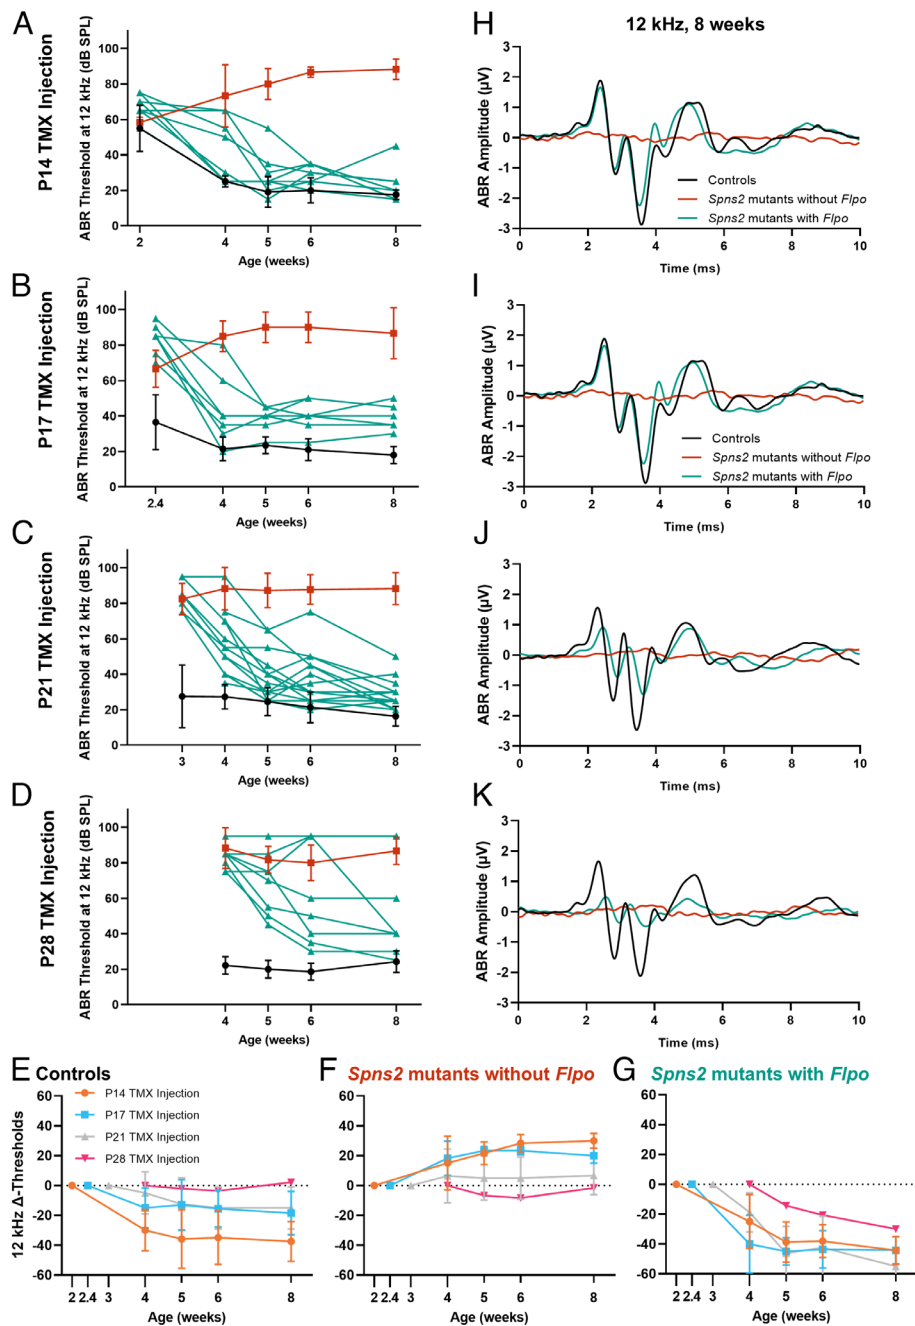 A
P14 TMX Injection
ABR Threshold at 12 kHz (dB SPL)
100
80
60
40
20
0
2
4
5
6
8
Age (weeks)
H
12 kHz, 8 weeks
ABR Amplitude (μV)
3
2
1
0
-1
-2
-3
Controls
Spns2 mutants without Flpo
Spns2 mutants with Flpo
0
2
4
6
8
10
Time (ms)
B
P17 TMX Injection
ABR Threshold at 12 kHz (dB SPL)
100
80
60
40
20
0
2.4
4
5
6
8
Age (weeks)
I
ABR Amplitude (μV)
3
2
1
0
-1
-2
-3
Controls
Spns2 mutants without Flpo
Spns2 mutants with Flpo
0
2
4
6
8
10
Time (ms)
C
P21 TMX Injection
ABR Threshold at 12 kHz (dB SPL)
100
80
60
40
20
0
3
4
5
6
8
Age (weeks)
J
ABR Amplitude (μV)
3
2
1
0
-1
-2
-3
0
2
4
6
8
10
Time (ms)
D
P28 TMX Injection
ABR Threshold at 12 kHz (dB SPL)
100
80
60
40
20
0
4
5
6
8
Age (weeks)
K
ABR Amplitude (μV)
3
2
1
0
-1
-2
-3
0
2
4
6
8
10
Time (ms)
E Controls
12 kHz Δ-Thresholds
60
40
20
0
-20
-40
-60
P14 TMX Injection
P17 TMX Injection
P21 TMX Injection
P28 TMX Injection
2 2.4 3 4 5 6 8
Age (weeks)
F Spns2 mutants without Flpo
60
40
20
0
-20
-40
-60
2 2.4 3 4 5 6 8
Age (weeks)
G Spns2 mutants with Flpo
60
40
20
0
-20
-40
-60
2 2.4 3 4 5 6 8
Age (weeks)